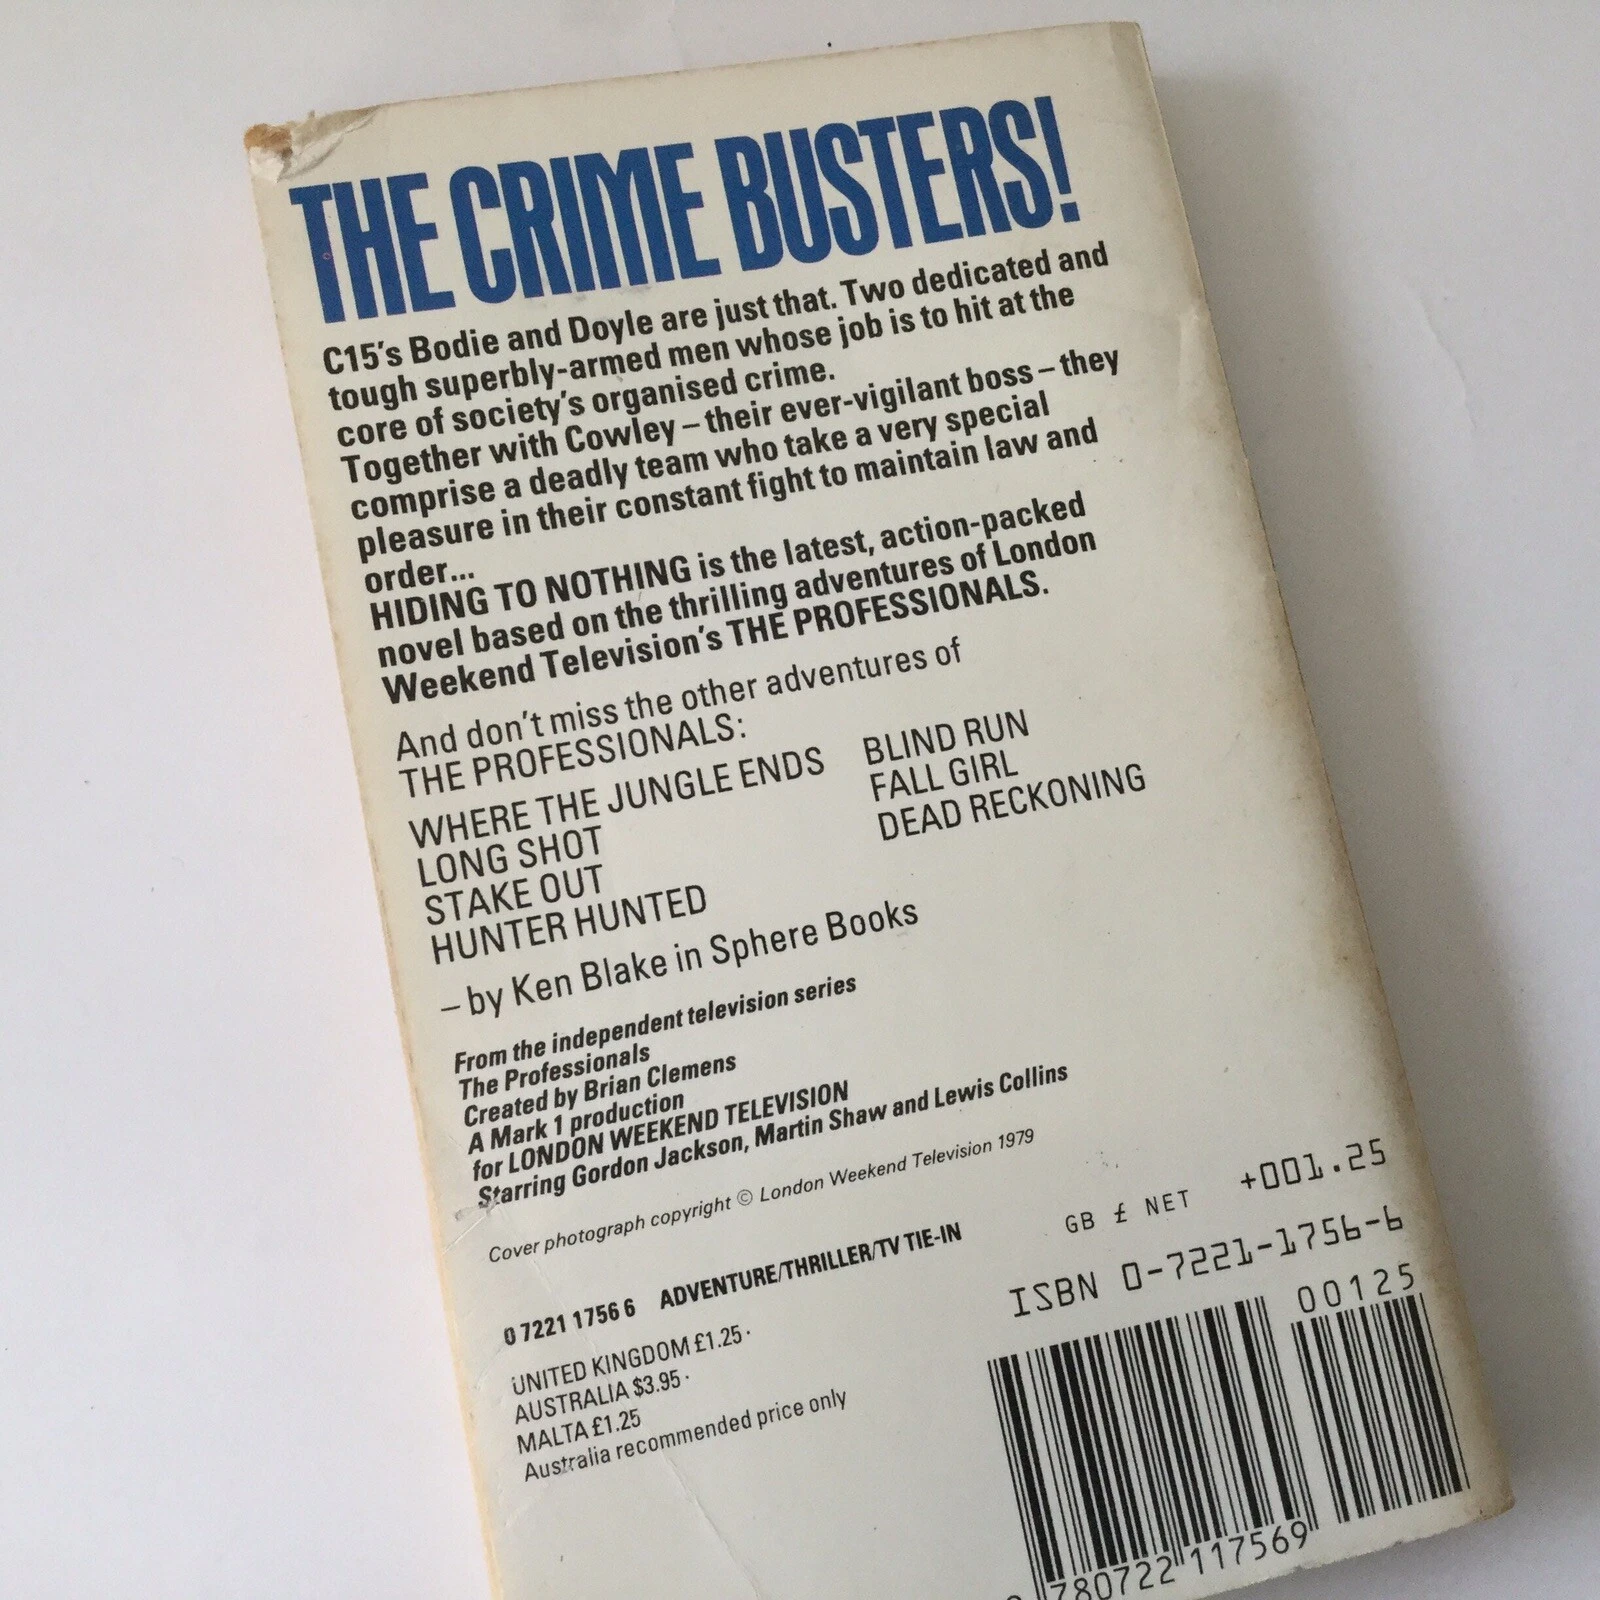 THE CRIME BUSTERS!
C15's Bodie and Doyle are just that. Two dedicated and
tough superbly-armed men whose job is to hit at the
core of society's organised crime.
Together with Cowley – their ever-vigilant boss – they
comprise a deadly team who take a very special
pleasure in their constant fight to maintain law and
order...
HIDING TO NOTHING is the latest, action-packed
novel based on the thrilling adventures of London
Weekend Television's THE PROFESSIONALS.
And don't miss the other adventures of
THE PROFESSIONALS:
WHERE THE JUNGLE ENDS
LONG SHOT
STAKE OUT
HUNTER HUNTED
BLIND RUN
FALL GIRL
DEAD RECKONING
– by Ken Blake in Sphere Books
From the independent television series
The Professionals
Created by Brian Clemens
A Mark 1 production
for LONDON WEEKEND TELEVISION
Starring Gordon Jackson, Martin Shaw and Lewis Collins
Cover photograph copyright © London Weekend Television 1979
0 7221 1756 6 ADVENTURE/THRILLER/TV TIE-IN
UNITED KINGDOM £1.25·
AUSTRALIA $3.95·
MALTA £1.25
Australia recommended price only
GB £ NET +001.25
ISBN 0-7221-1756-6
00125
780722 117569